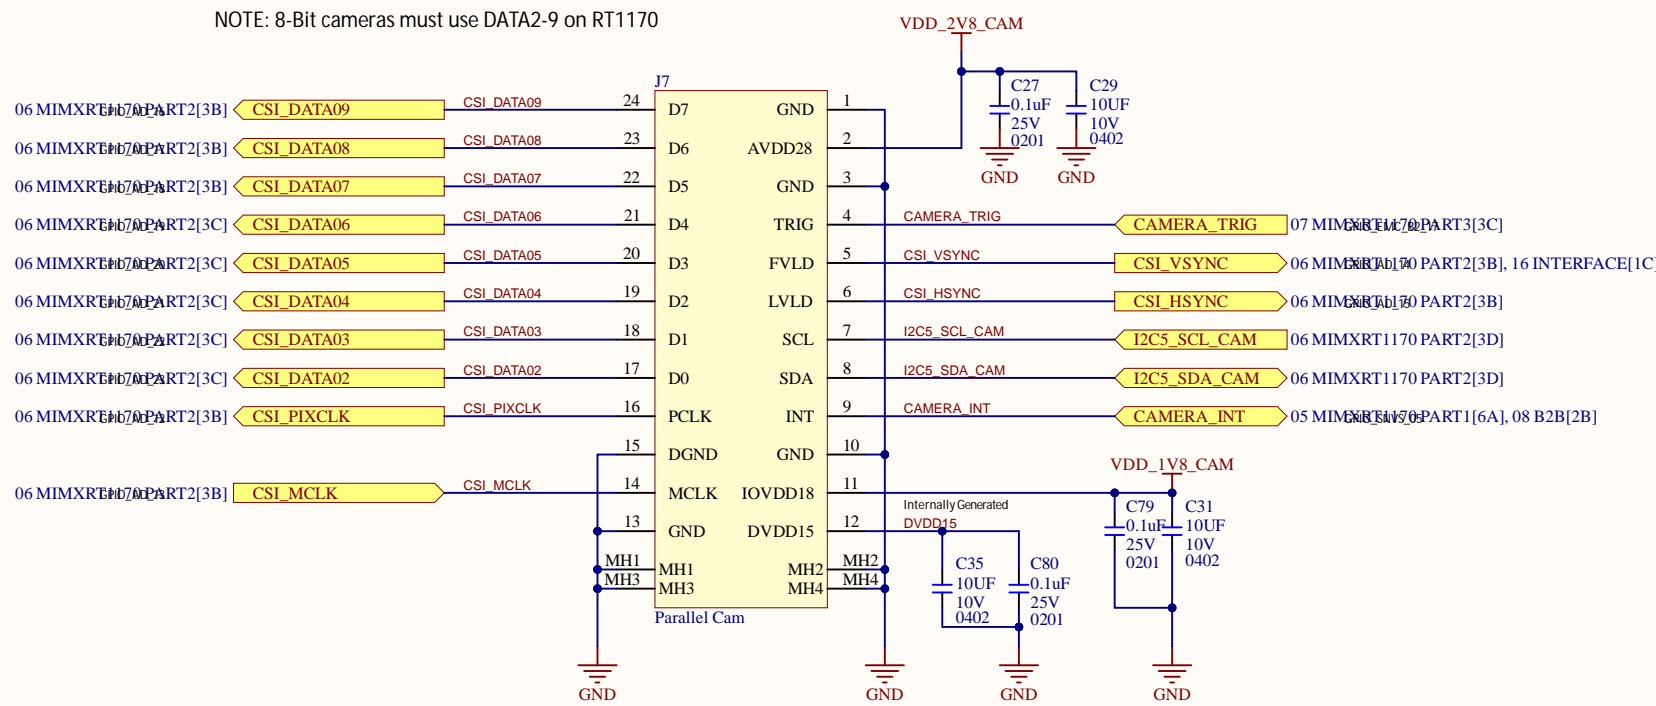 NOTE: 8-Bit cameras must use DATA2-9 on RT1170
VDD_2V8_CAM
C27
0.1uF
25V
0201
GND
C29
10UF
10V
0402
GND
J7
06 MIMXRT1170 PART2[3B] CSI_DATA09 CSI_DATA09 24 D7
06 MIMXRT1170 PART2[3B] CSI_DATA08 CSI_DATA08 23 D6
06 MIMXRT1170 PART2[3B] CSI_DATA07 CSI_DATA07 22 D5
06 MIMXRT1170 PART2[3C] CSI_DATA06 CSI_DATA06 21 D4
06 MIMXRT1170 PART2[3C] CSI_DATA05 CSI_DATA05 20 D3
06 MIMXRT1170 PART2[3C] CSI_DATA04 CSI_DATA04 19 D2
06 MIMXRT1170 PART2[3C] CSI_DATA03 CSI_DATA03 18 D1
06 MIMXRT1170 PART2[3C] CSI_DATA02 CSI_DATA02 17 D0
06 MIMXRT1170 PART2[3B] CSI_PIXCLK CSI_PIXCLK 16 PCLK
15 DGND
06 MIMXRT1170 PART2[3B] CSI_MCLK CSI_MCLK 14 MCLK
13 GND
MH1 MH1
MH3 MH3
GND 1
AVDD28 2
GND 3
TRIG 4 CAMERA_TRIG CAMERA_TRIG 07 MIMXRT1170 PART3[3C]
FVLD 5 CSI_VSYNC CSI_VSYNC 06 MIMXRT1170 PART2[3B], 16 INTERFACE[1C]
LVLD 6 CSI_HSYNC CSI_HSYNC 06 MIMXRT1170 PART2[3B]
SCL 7 I2C5_SCL_CAM I2C5_SCL_CAM 06 MIMXRT1170 PART2[3D]
SDA 8 I2C5_SDA_CAM I2C5_SDA_CAM 06 MIMXRT1170 PART2[3D]
INT 9 CAMERA_INT CAMERA_INT 05 MIMXRT1170 PART1[6A], 08 B2B[2B]
GND 10
IOVDD18 11
DVDD15 12
MH2 MH2
MH4 MH4
Parallel Cam
VDD_1V8_CAM
Internally Generated
DVDD15
C79
0.1uF
25V
0201
C31
10UF
10V
0402
C35
10UF
10V
0402
C80
0.1uF
25V
0201
GND
GND
GND
GND